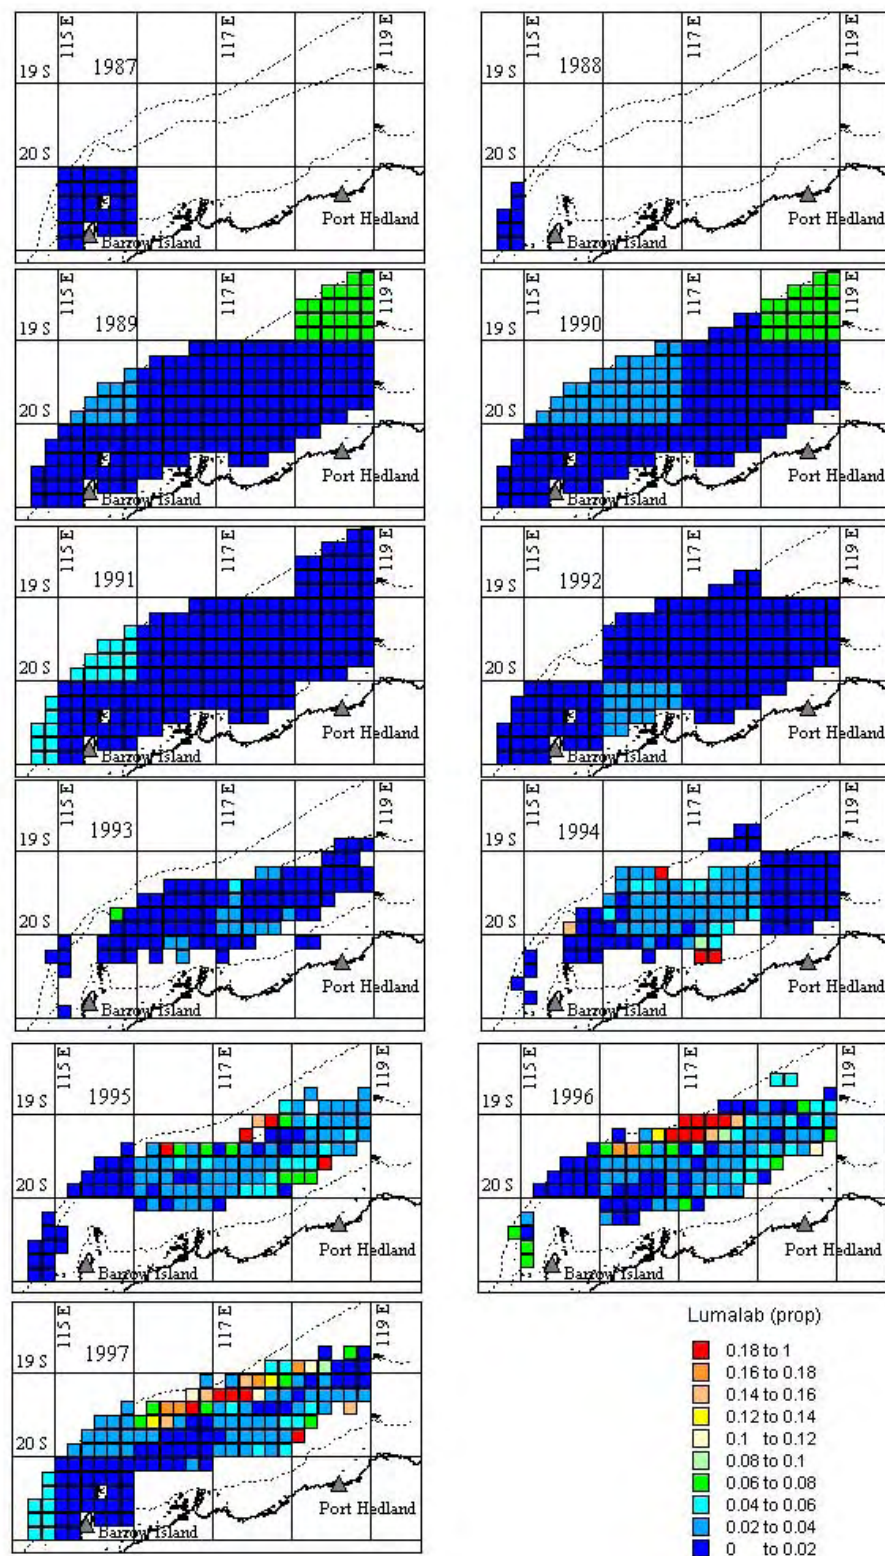 115 E
117 E
119 E
19 S
1987
20 S
Port Hedland
Barrow Island
115 E
117 E
119 E
19 S
1988
20 S
Port Hedland
Barrow Island
115 E
117 E
119 E
19 S
1989
20 S
Port Hedland
Barrow Island
115 E
117 E
119 E
19 S
1990
20 S
Port Hedland
Barrow Island
115 E
117 E
119 E
19 S
1991
20 S
Port Hedland
Barrow Island
115 E
117 E
119 E
19 S
1992
20 S
Port Hedland
Barrow Island
115 E
117 E
119 E
19 S
1993
20 S
Port Hedland
Barrow Island
115 E
117 E
119 E
19 S
1994
20 S
Port Hedland
Barrow Island
115 E
117 E
119 E
19 S
1995
20 S
Port Hedland
Barrow Island
115 E
117 E
119 E
19 S
1996
20 S
Port Hedland
Barrow Island
115 E
117 E
119 E
19 S
1997
20 S
Port Hedland
Barrow Island
Lumalab (prop)
0.18 to 1
0.16 to 0.18
0.14 to 0.16
0.12 to 0.14
0.1 to 0.12
0.08 to 0.1
0.06 to 0.08
0.04 to 0.06
0.02 to 0.04
0 to 0.02